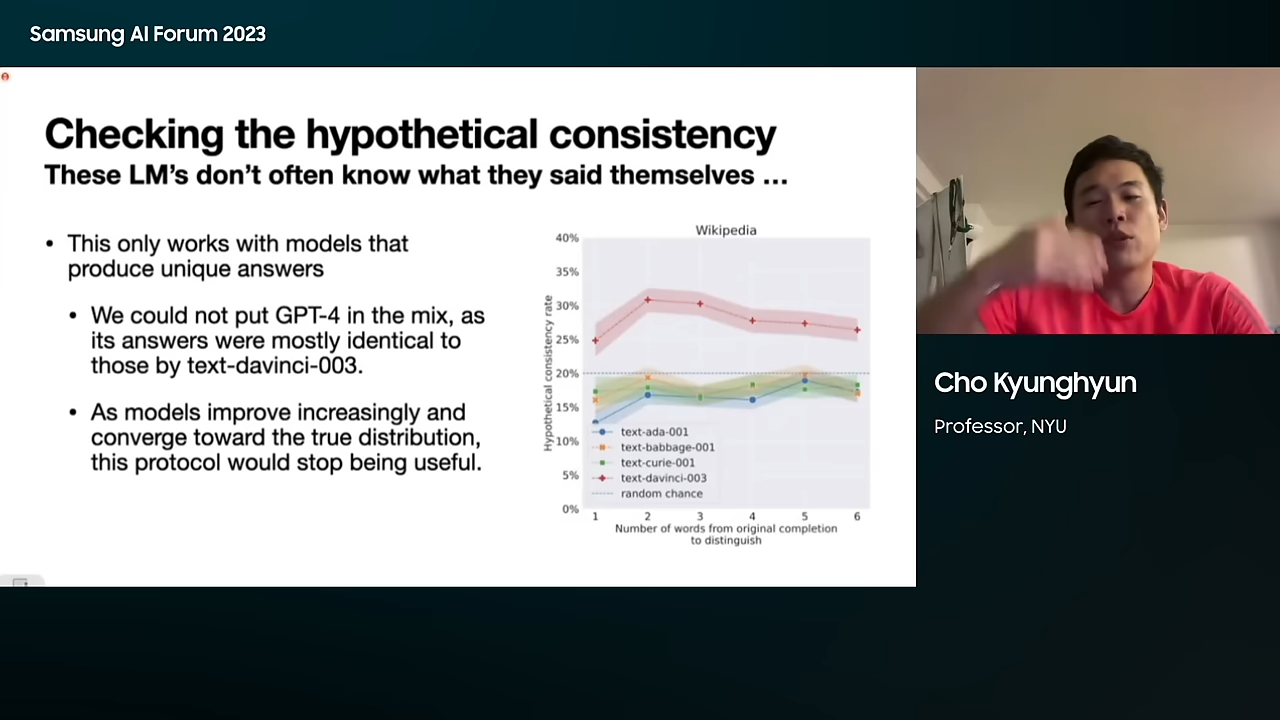 Samsung AI Forum 2023
Checking the hypothetical consistency
These LM's don't often know what they said themselves ...
• This only works with models that
produce unique answers
• We could not put GPT-4 in the mix, as
its answers were mostly identical to
those by text-davinci-003.
• As models improve increasingly and
converge toward the true distribution,
this protocol would stop being useful.
Wikipedia
Hypothetical consistency rate
40%
35%
30%
25%
20%
15%
10%
5%
0%
text-ada-001
text-babbage-001
text-curie-001
text-davinci-003
random chance
1 2 3 4 5 6
Number of words from original completion
to distinguish
Cho Kyunghyun
Professor, NYU